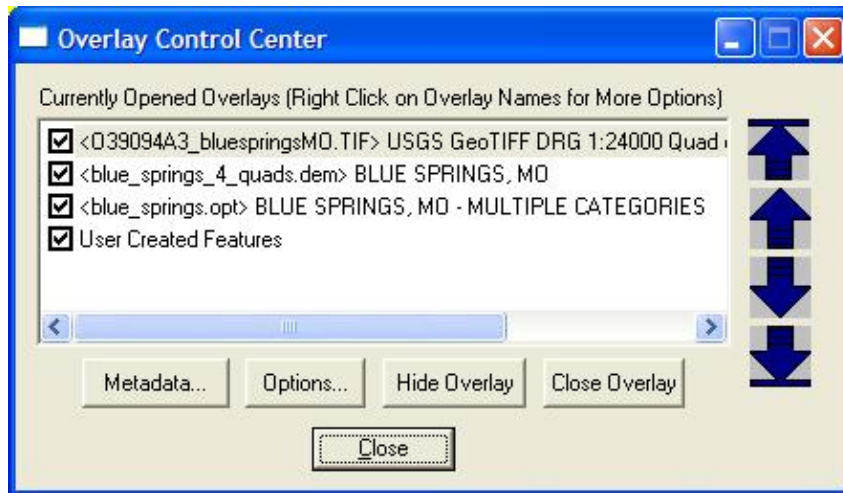 Overlay Control Center
Currently Opened Overlays (Right Click on Overlay Names for More Options)
<O39094A3_bluespringsMO.TIF> USGS GeoTIFF DRG 1:24000 Quad
<blue_springs_4_quads.dem> BLUE SPRINGS, MO
<blue_springs.opt> BLUE SPRINGS, MO - MULTIPLE CATEGORIES
User Created Features
Metadata... Options... Hide Overlay Close Overlay
Close